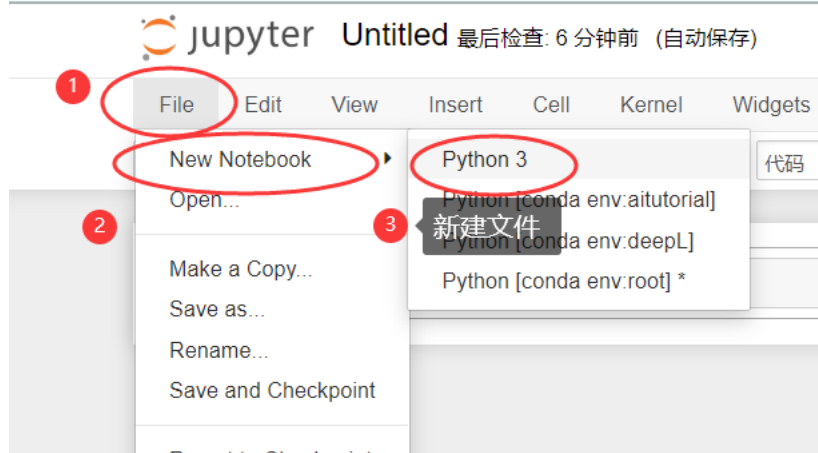 jupyter Untitled 最后检查: 6 分钟前 (自动保存)
1
File Edit View Insert Cell Kernel Widgets
New Notebook
Python 3
代码
Open...
Python [conda env:aitutorial]
2
3
新建文件
Python [conda env:deepL]
Make a Copy...
Python [conda env:root] *
Save as...
Rename...
Save and Checkpoint